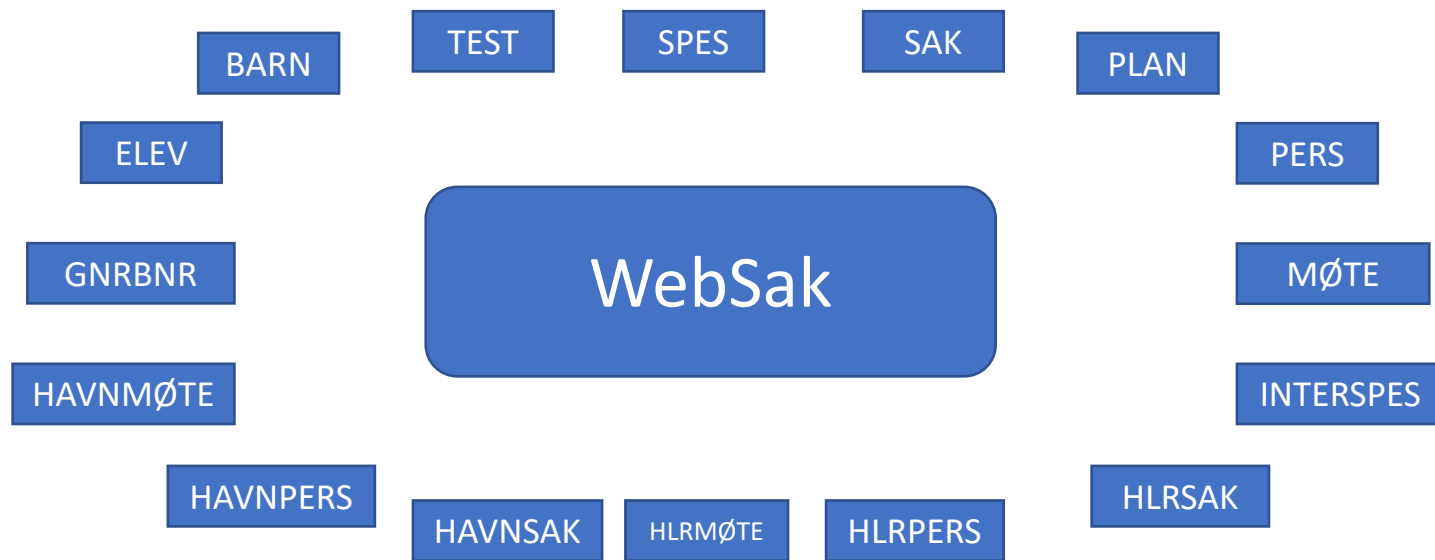 TEST
SPES
SAK
BARN
PLAN
ELEV
PERS
WebSak
GNRBNR
MØTE
HAVNMØTE
INTERSPES
HAVNPERS
HLRSAK
HAVNSAK
HLRMØTE
HLRPERS